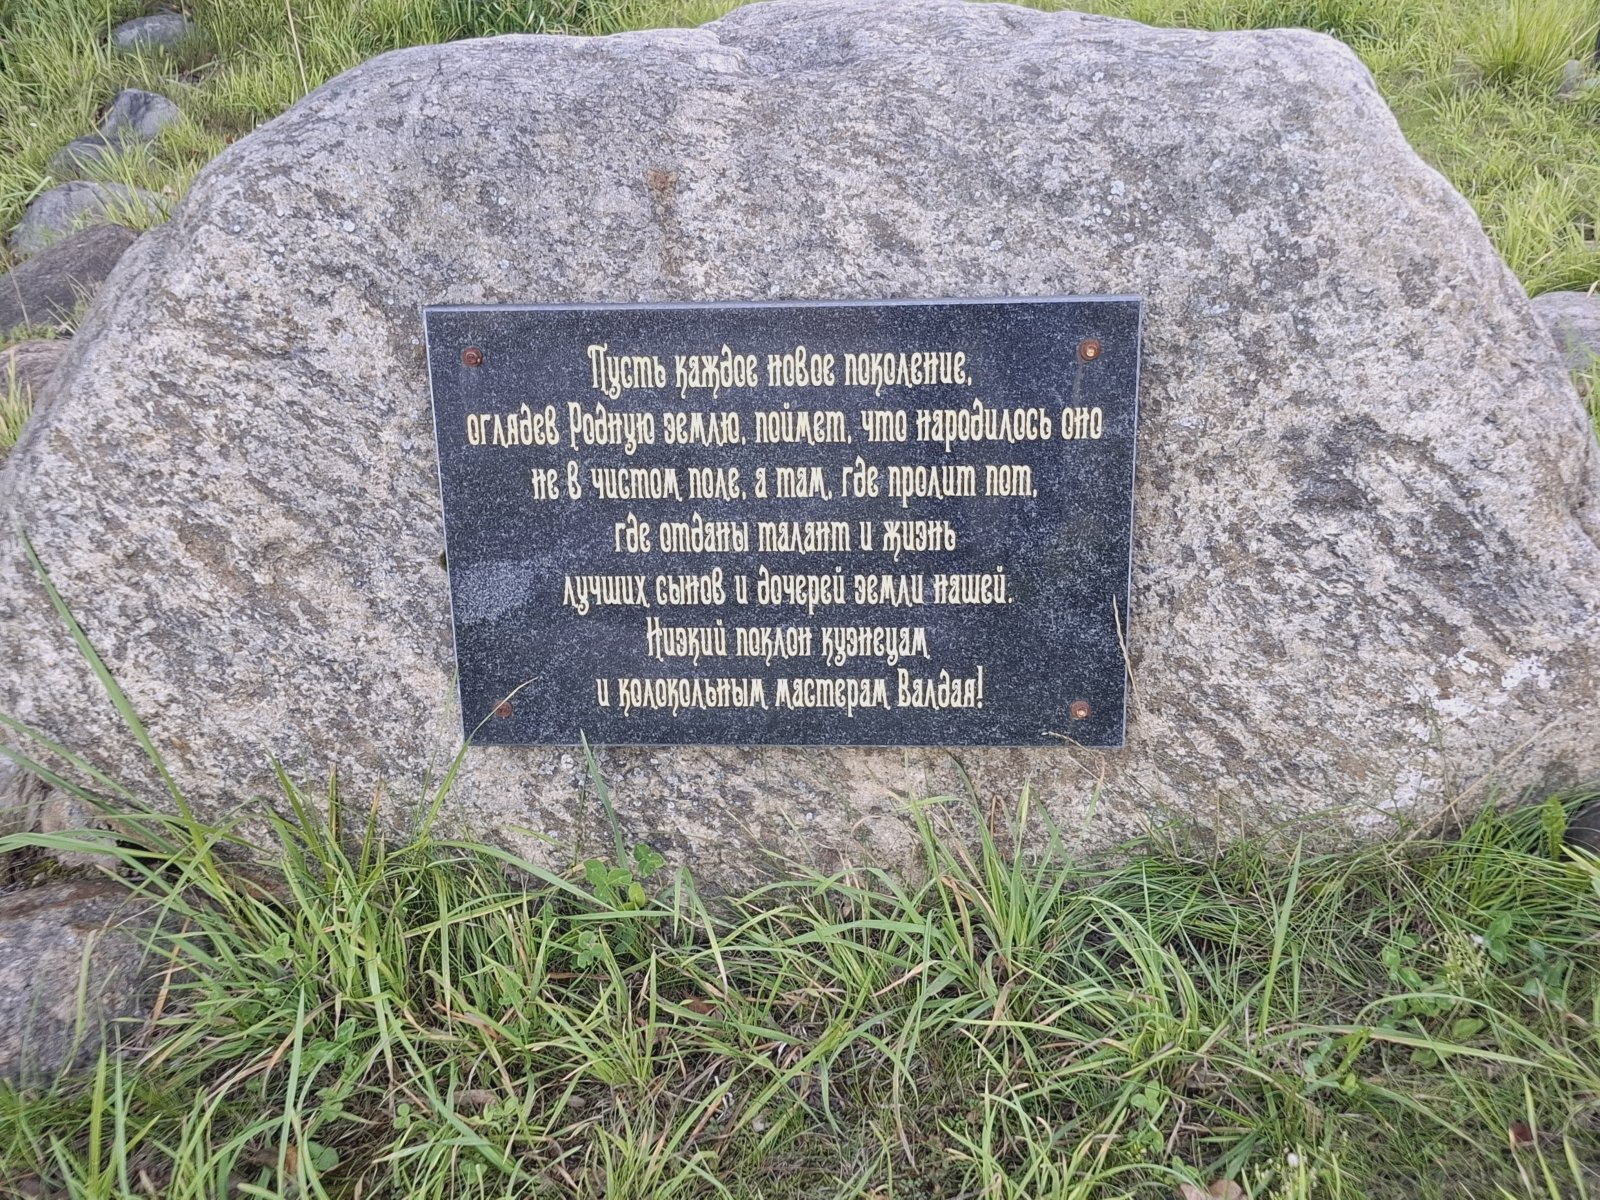 Пусть каждое новое поколение,
оглядев Родную землю, поймет, что народилось оно
не в чистом поле, а там, где пролит пот,
где отданы талант и жизнь
лучших сынов и дочерей земли нашей.
Низкий поклон кузнецам
и колокольным мастерам Валдая!